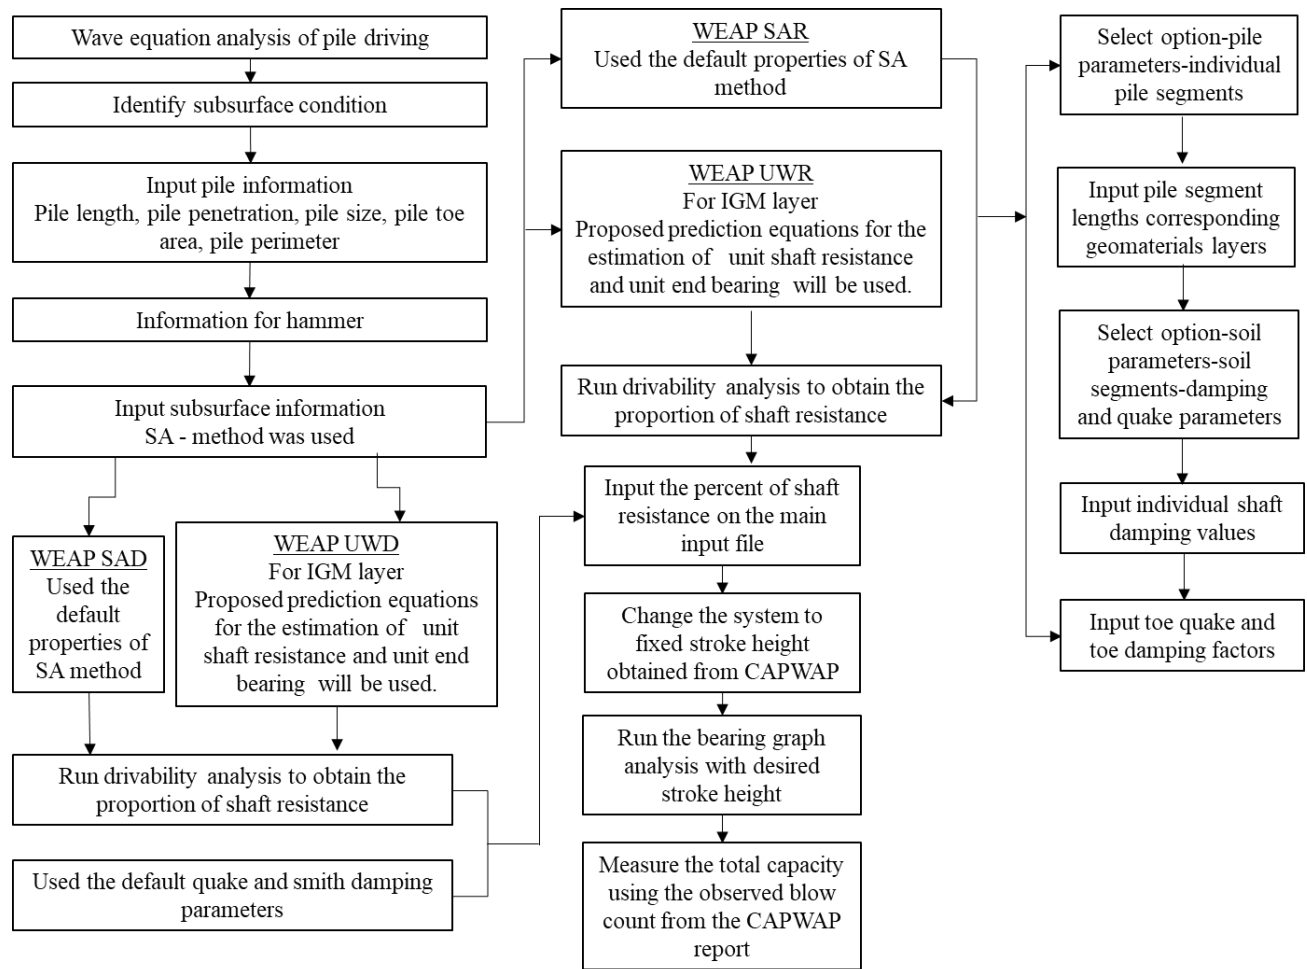 Wave equation analysis of pile driving
Identify subsurface condition
Input pile information
Pile length, pile penetration, pile size, pile toe
area, pile perimeter
Information for hammer
Input subsurface information
SA - method was used
WEAP SAD
Used the
default
properties of
SA method
WEAP UWD
For IGM layer
Proposed prediction equations
for the estimation of unit
shaft resistance and unit end
bearing will be used.
Run drivability analysis to obtain the
proportion of shaft resistance
Used the default quake and smith damping
parameters
WEAP SAR
Used the default properties of SA
method
WEAP UWR
For IGM layer
Proposed prediction equations for the
estimation of unit shaft resistance
and unit end bearing will be used.
Run drivability analysis to obtain the
proportion of shaft resistance
Input the percent of shaft
resistance on the main
input file
Change the system to
fixed stroke height
obtained from CAPWAP
Run the bearing graph
analysis with desired
stroke height
Measure the total capacity
using the observed blow
count from the CAPWAP
report
Select option-pile
parameters-individual
pile segments
Input pile segment
lengths corresponding
geomaterials layers
Select option-soil
parameters-soil
segments-damping
and quake parameters
Input individual shaft
damping values
Input toe quake and
toe damping factors